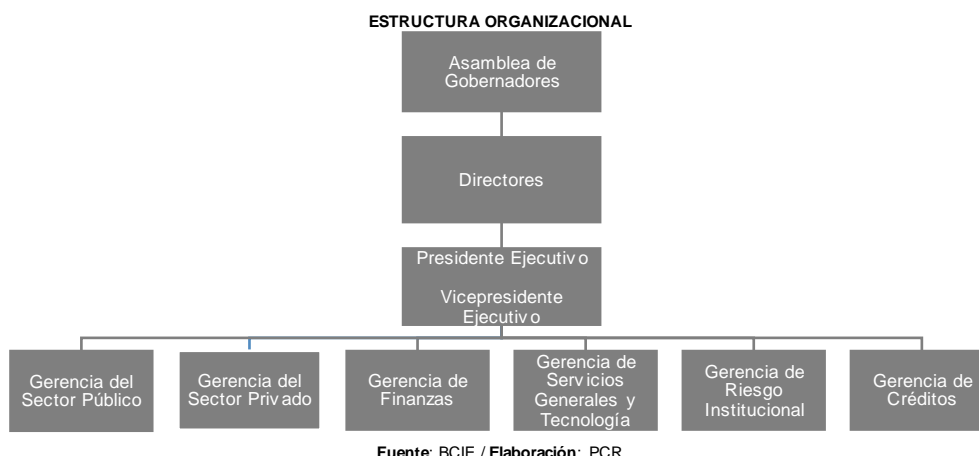 ESTRUCTURA ORGANIZACIONAL
Asamblea de
Gobernadores
Directores
Presidente Ejecutivo
Vicepresidente
Ejecutivo
Gerencia del
Sector Público
Gerencia del
Sector Privado
Gerencia de
Finanzas
Gerencia de
Servicios
Generales y
Tecnología
Gerencia de
Riesgo
Institucional
Gerencia de
Créditos
Fuente: BCIE / Elaboración: PCR